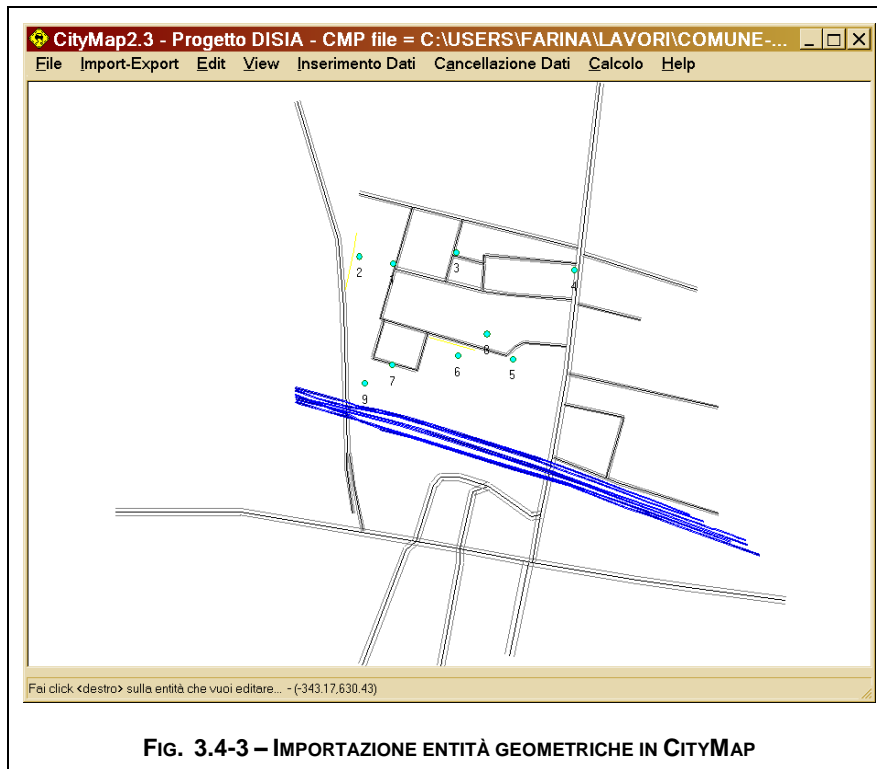 CityMap2.3 - Progetto DISIA - CMP file = C:\USERS\FARINA\LAVORI\COMUNE-...
File Import-Export Edit View Inserimento Dati Cancellazione Dati Calcolo Help
2
3
4
8
6
5
7
9
Fai click <destro> sulla entità che vuoi editare... - (-343.17,630.43)
FIG. 3.4-3 – IMPORTAZIONE ENTITÀ GEOMETRICHE IN CITYMAP